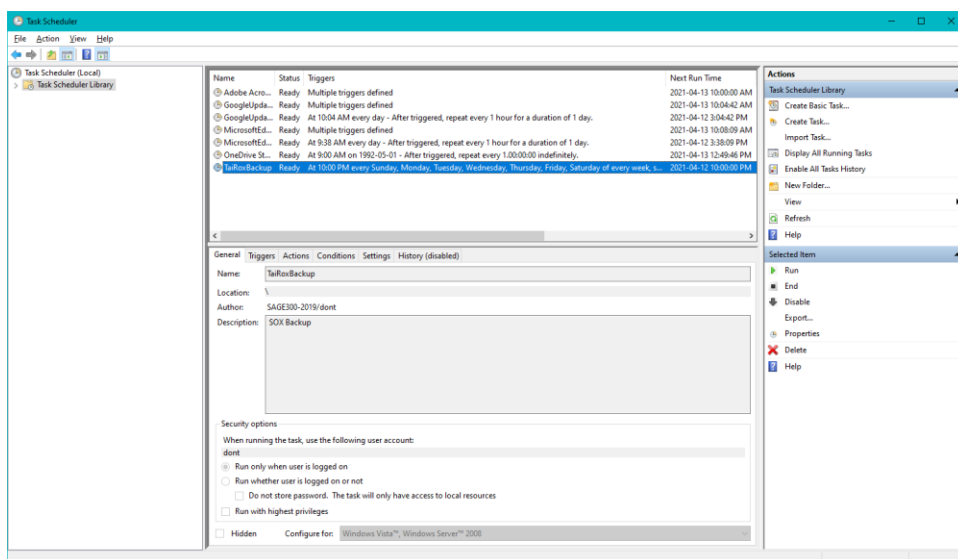 Task Scheduler
File Action View Help
Task Scheduler (Local)
Task Scheduler Library
Name Status Triggers Next Run Time
Adobe Acro... Ready Multiple triggers defined 2021-04-13 10:00:00 AM
GoogleUpda... Ready Multiple triggers defined 2021-04-13 10:04:42 AM
GoogleUpda... Ready At 10:04 AM every day - After triggered, repeat every 1 hour for a duration of 1 day. 2021-04-12 3:04:42 PM
MicrosoftEd... Ready Multiple triggers defined 2021-04-13 10:08:09 AM
MicrosoftEd... Ready At 9:38 AM every day - After triggered, repeat every 1 hour for a duration of 1 day. 2021-04-12 3:38:09 PM
OneDrive St... Ready At 9:00 AM on 1992-05-01 - After triggered, repeat every 1.00:00:00 indefinitely. 2021-04-13 12:49:46 PM
TaiRoxBackup Ready At 10:00 PM every Sunday, Monday, Tuesday, Wednesday, Thursday, Friday, Saturday of every week, s... 2021-04-12 10:00:00 PM
General Triggers Actions Conditions Settings History (disabled)
Name: TaiRoxBackup
Location: \
Author: SAGE300-2019/dont
Description: SOX Backup
Security options
When running the task, use the following user account:
dont
Run only when user is logged on
Run whether user is logged on or not
Do not store password. The task will only have access to local resources
Run with highest privileges
Hidden Configure for: Windows Vista™, Windows Server™ 2008
Actions
Task Scheduler Library
Create Basic Task...
Create Task...
Import Task...
Display All Running Tasks
Enable All Tasks History
New Folder...
View
Refresh
Help
Selected Item
Run
End
Disable
Export...
Properties
Delete
Help